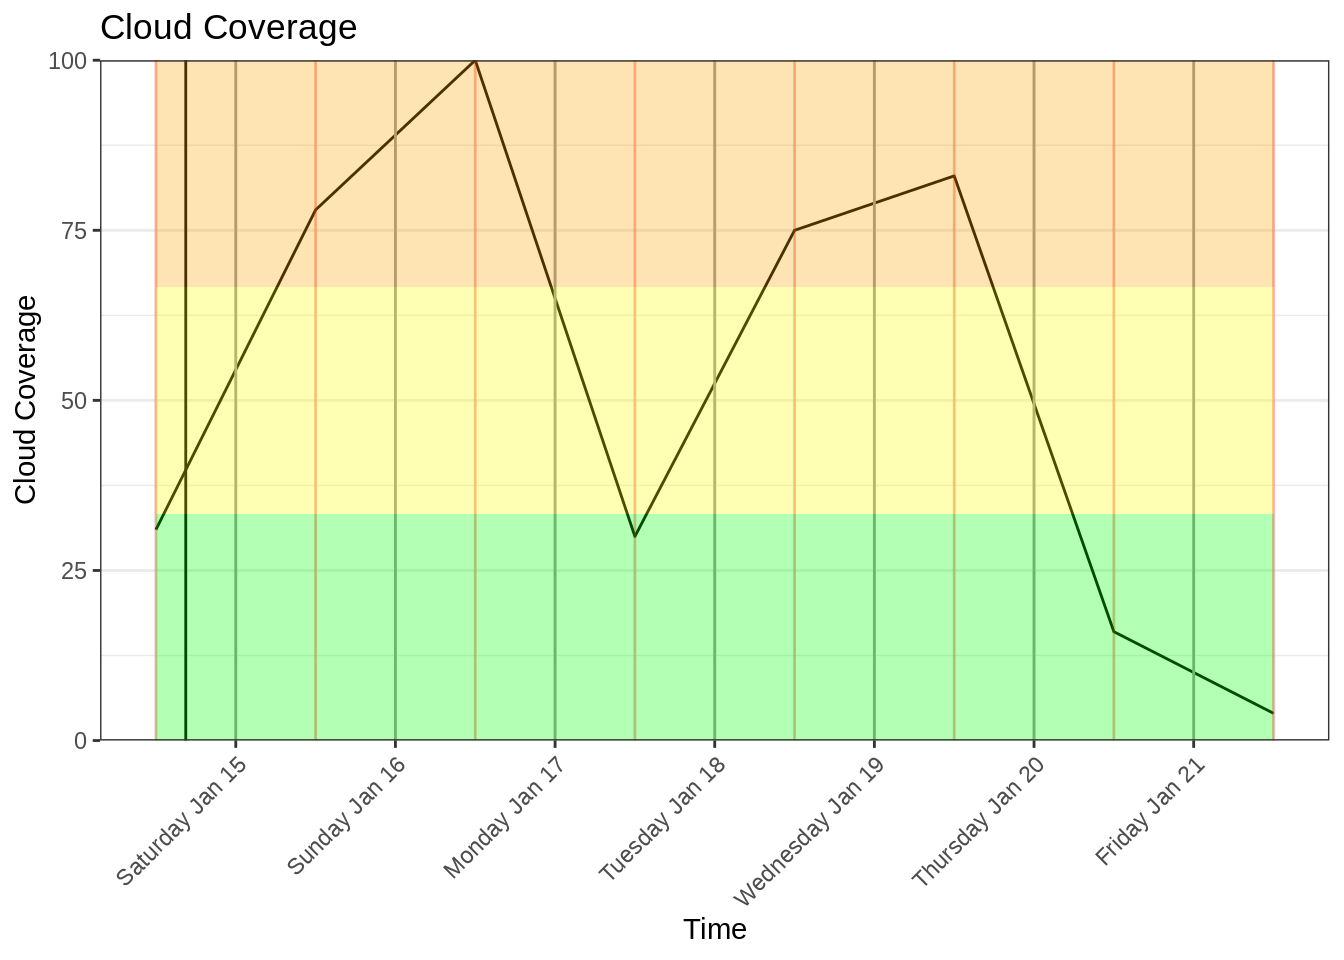 Cloud Coverage
100
75
50
25
0
Cloud Coverage
Saturday Jan 15
Sunday Jan 16
Monday Jan 17
Tuesday Jan 18
Wednesday Jan 19
Thursday Jan 20
Friday Jan 21
Time